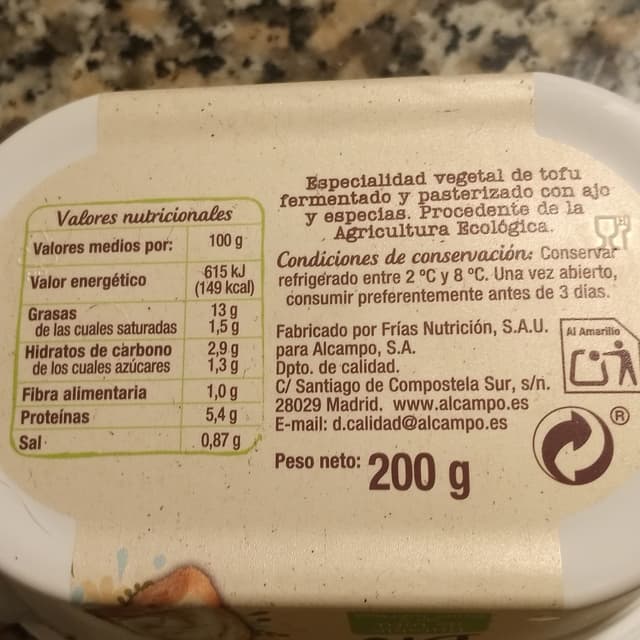 Valores nutricionales
Valores medios por: 100 g
Valor energético 615 kJ
(149 kcal)
Grasas 13 g
de las cuales saturadas 1,5 g
Hidratos de carbono 2,9 g
de los cuales azúcares 1,3 g
Fibra alimentaria 1,0 g
Proteínas 5,4 g
Sal 0,87 g
Especialidad vegetal de tofu
fermentado y pasterizado con ajo
y especias. Procedente de la
Agricultura Ecológica.
Condiciones de conservación: Conservar
refrigerado entre 2 ºC y 8 ºC. Una vez abierto,
consumir preferentemente antes de 3 días.
Fabricado por Frías Nutrición, S.A.U.
para Alcampo, S.A.
Dpto. de calidad.
C/ Santiago de Compostela Sur, s/n.
28029 Madrid. www.alcampo.es
E-mail: d.calidad@alcampo.es
Al Amarillo
®
Peso neto: 200 g